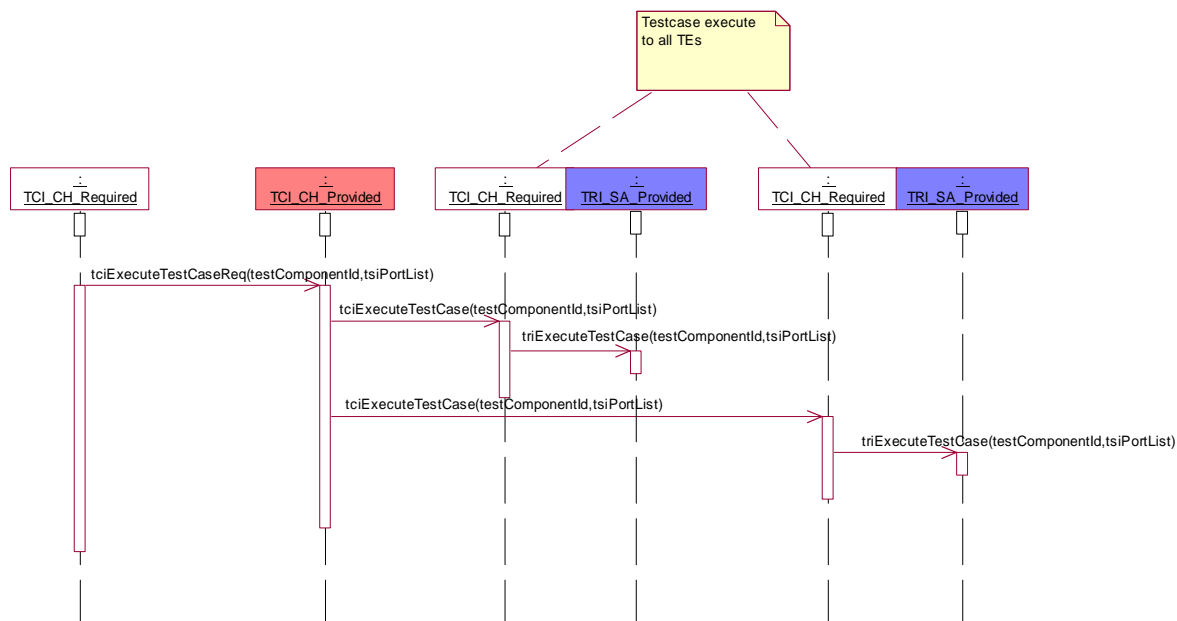 Testcase execute
to all TEs
:
TCI_CH_Required
:
TCI_CH_Provided
:
TCI_CH_Required
:
TRI_SA_Provided
:
TCI_CH_Required
:
TRI_SA_Provided
tciExecuteTestCaseReq(testComponentId,tsiPortList)
tciExecuteTestCase(testComponentId,tsiPortList)
triExecuteTestCase(testComponentId,tsiPortList)
tciExecuteTestCase(testComponentId,tsiPortList)
triExecuteTestCase(testComponentId,tsiPortList)